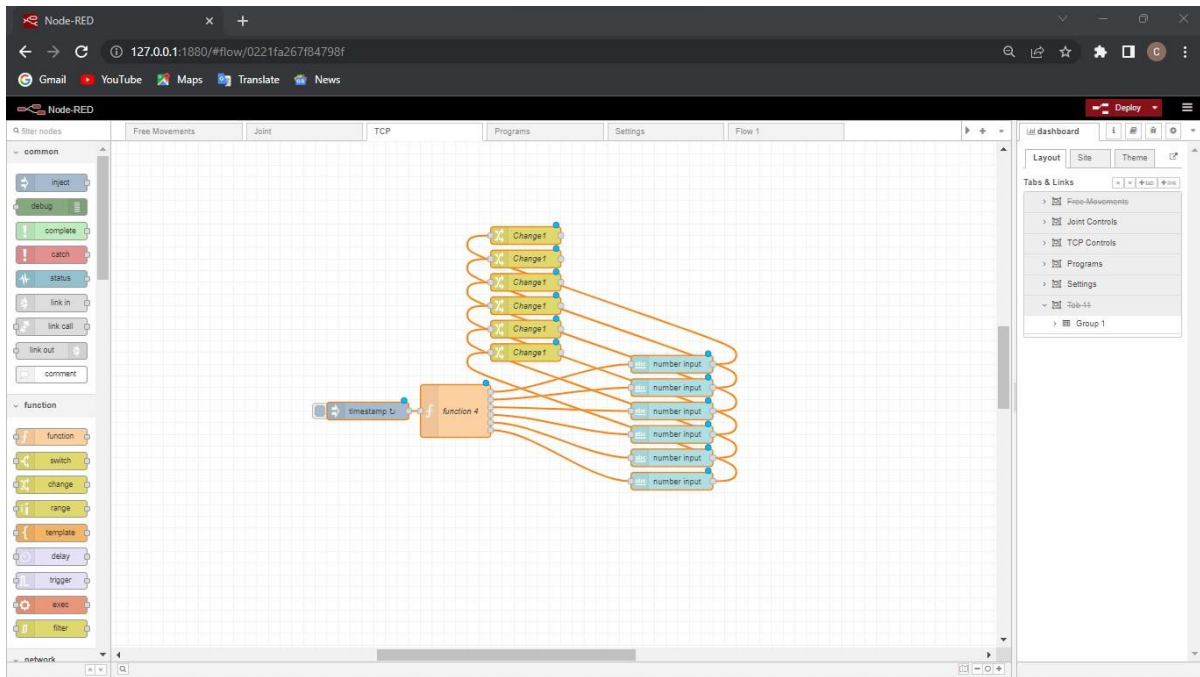 Node-RED
127.0.0.1:1880/#flow/0221fa267f84798f
Gmail YouTube Maps Translate News
Node-RED Deploy
filter nodes Free Movements Joint TCP Programs Settings Flow 1 dashboard
common
Layout Site Theme
Tabs & Links +tab +link
inject
debug
complete
catch
status
link in
link call
link out
comment
function
function
switch
change
range
template
delay
trigger
exec
filter
network
Change1
Change1
Change1
Change1
Change1
Change1
timestamp
function 4
number input
number input
number input
number input
number input
number input
Free Movements
Joint Controls
TCP Controls
Programs
Settings
Tab 11
Group 1